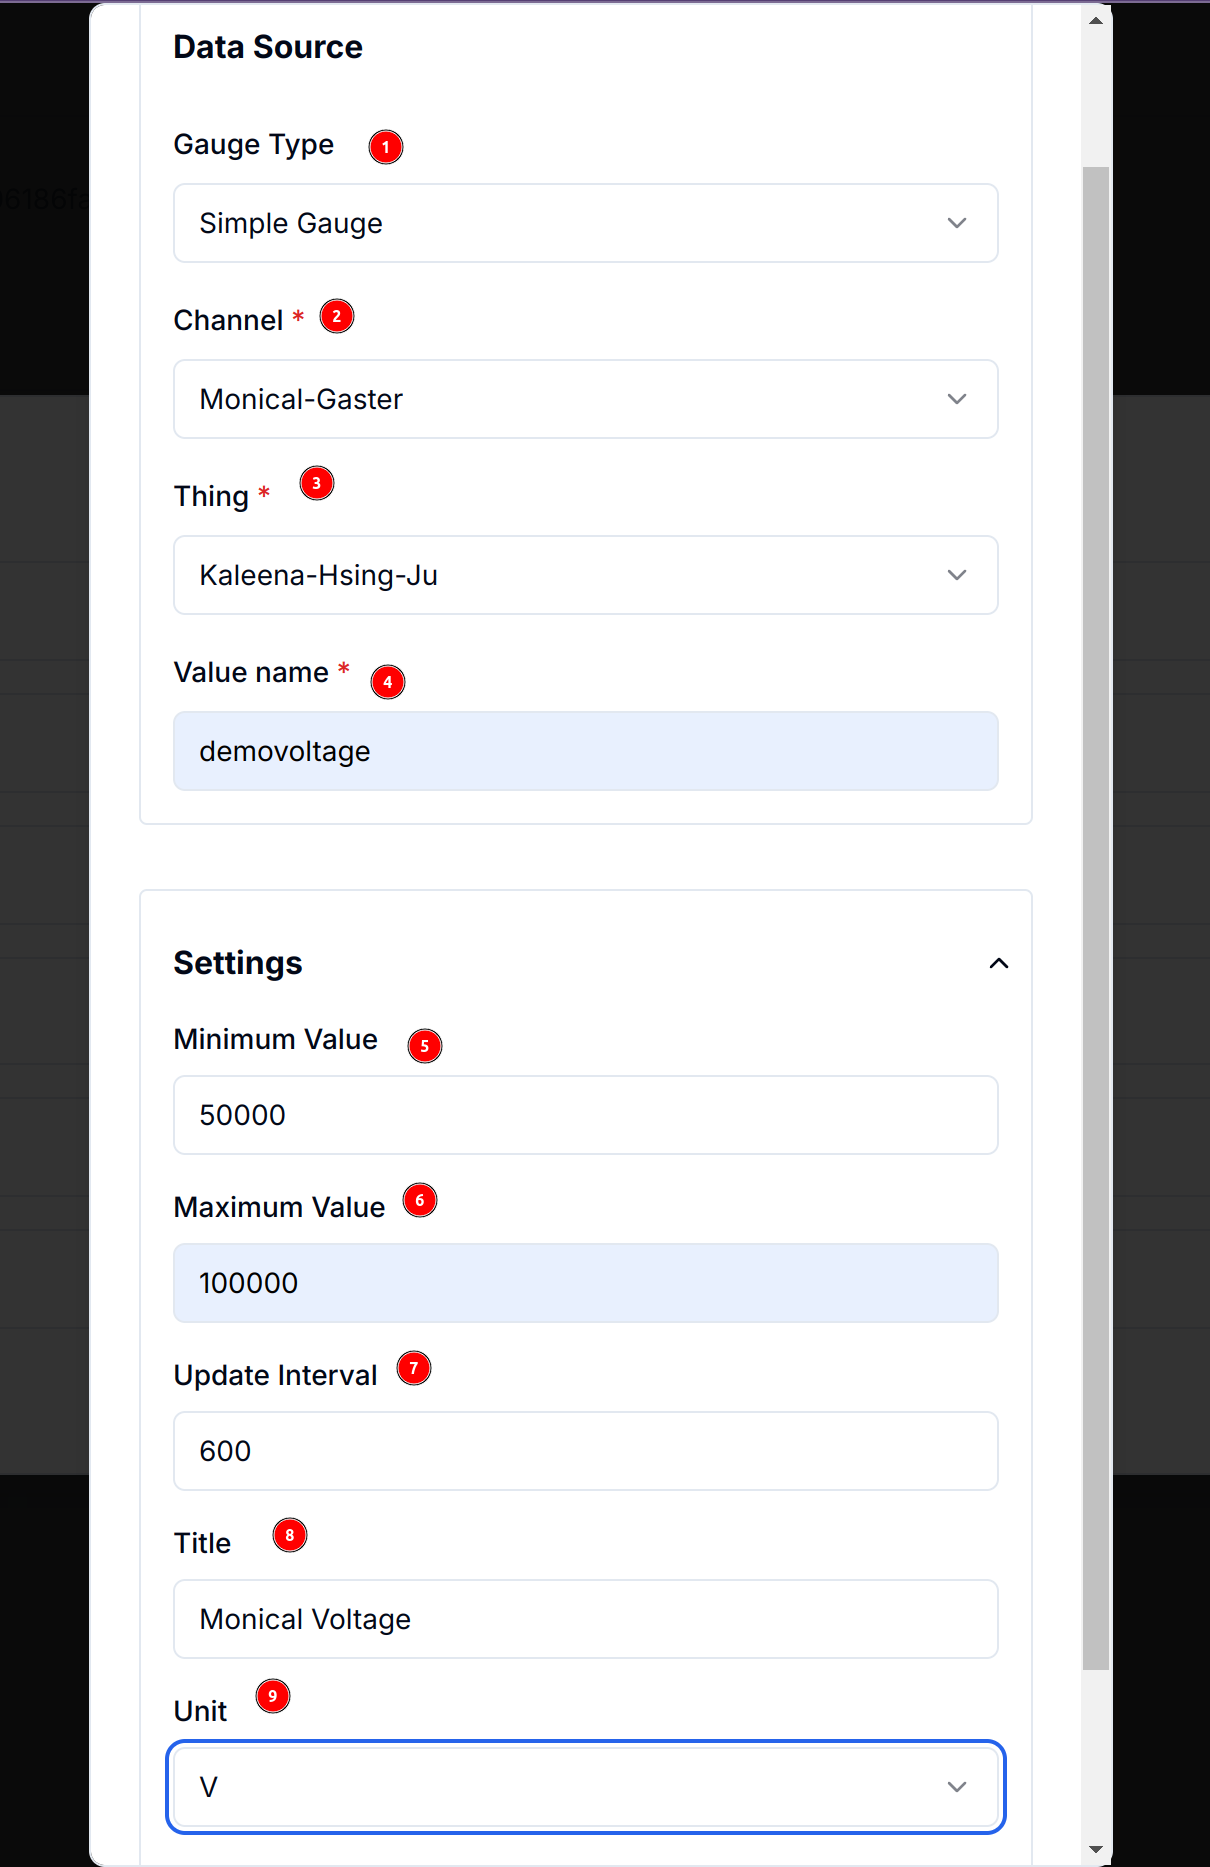 Data Source
Gauge Type 1
Simple Gauge
Channel * 2
Monical-Gaster
Thing * 3
Kaleena-Hsing-Ju
Value name * 4
demovoltage
Settings
Minimum Value 5
50000
Maximum Value 6
100000
Update Interval 7
600
Title 8
Monical Voltage
Unit 9
V